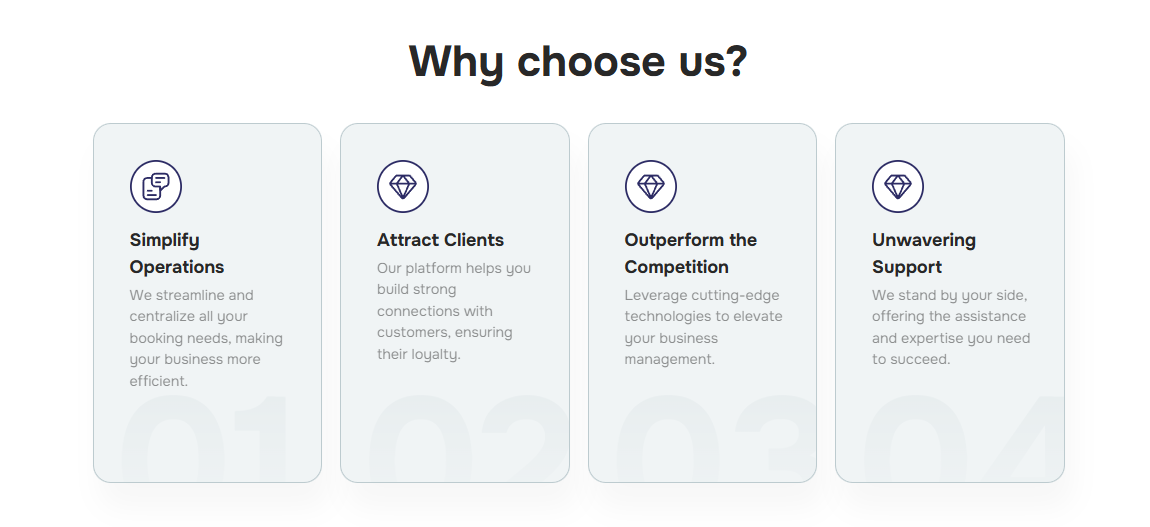 Why choose us?
Simplify
Operations
We streamline and
centralize all your
booking needs, making
your business more
efficient.
01
Attract Clients
Our platform helps you
build strong
connections with
customers, ensuring
their loyalty.
02
Outperform the
Competition
Leverage cutting-edge
technologies to elevate
your business
management.
03
Unwavering
Support
We stand by your side,
offering the assistance
and expertise you need
to succeed.
04